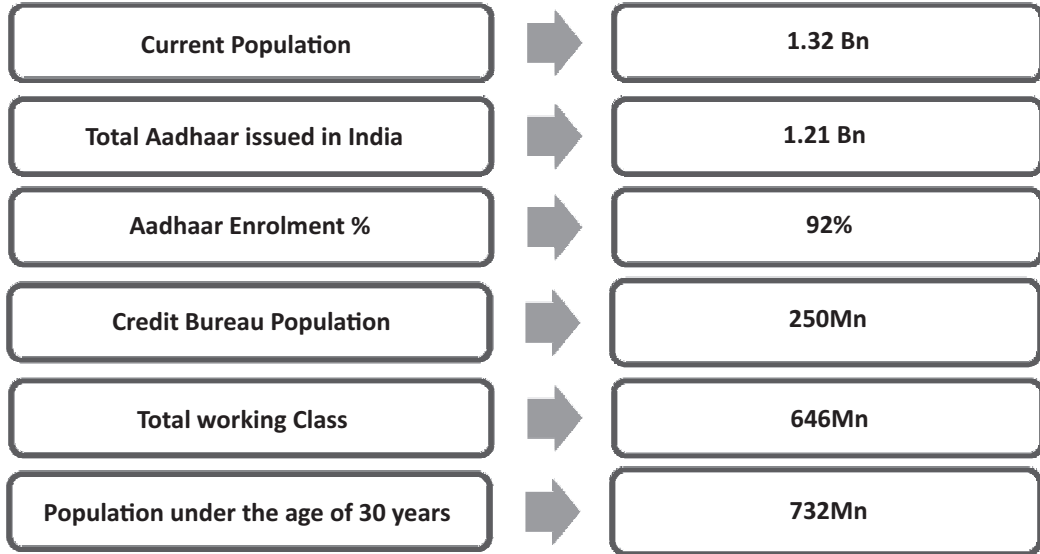 Current Population
1.32 Bn
Total Aadhaar issued in India
1.21 Bn
Aadhaar Enrolment %
92%
Credit Bureau Population
250Mn
Total working Class
646Mn
Population under the age of 30 years
732Mn